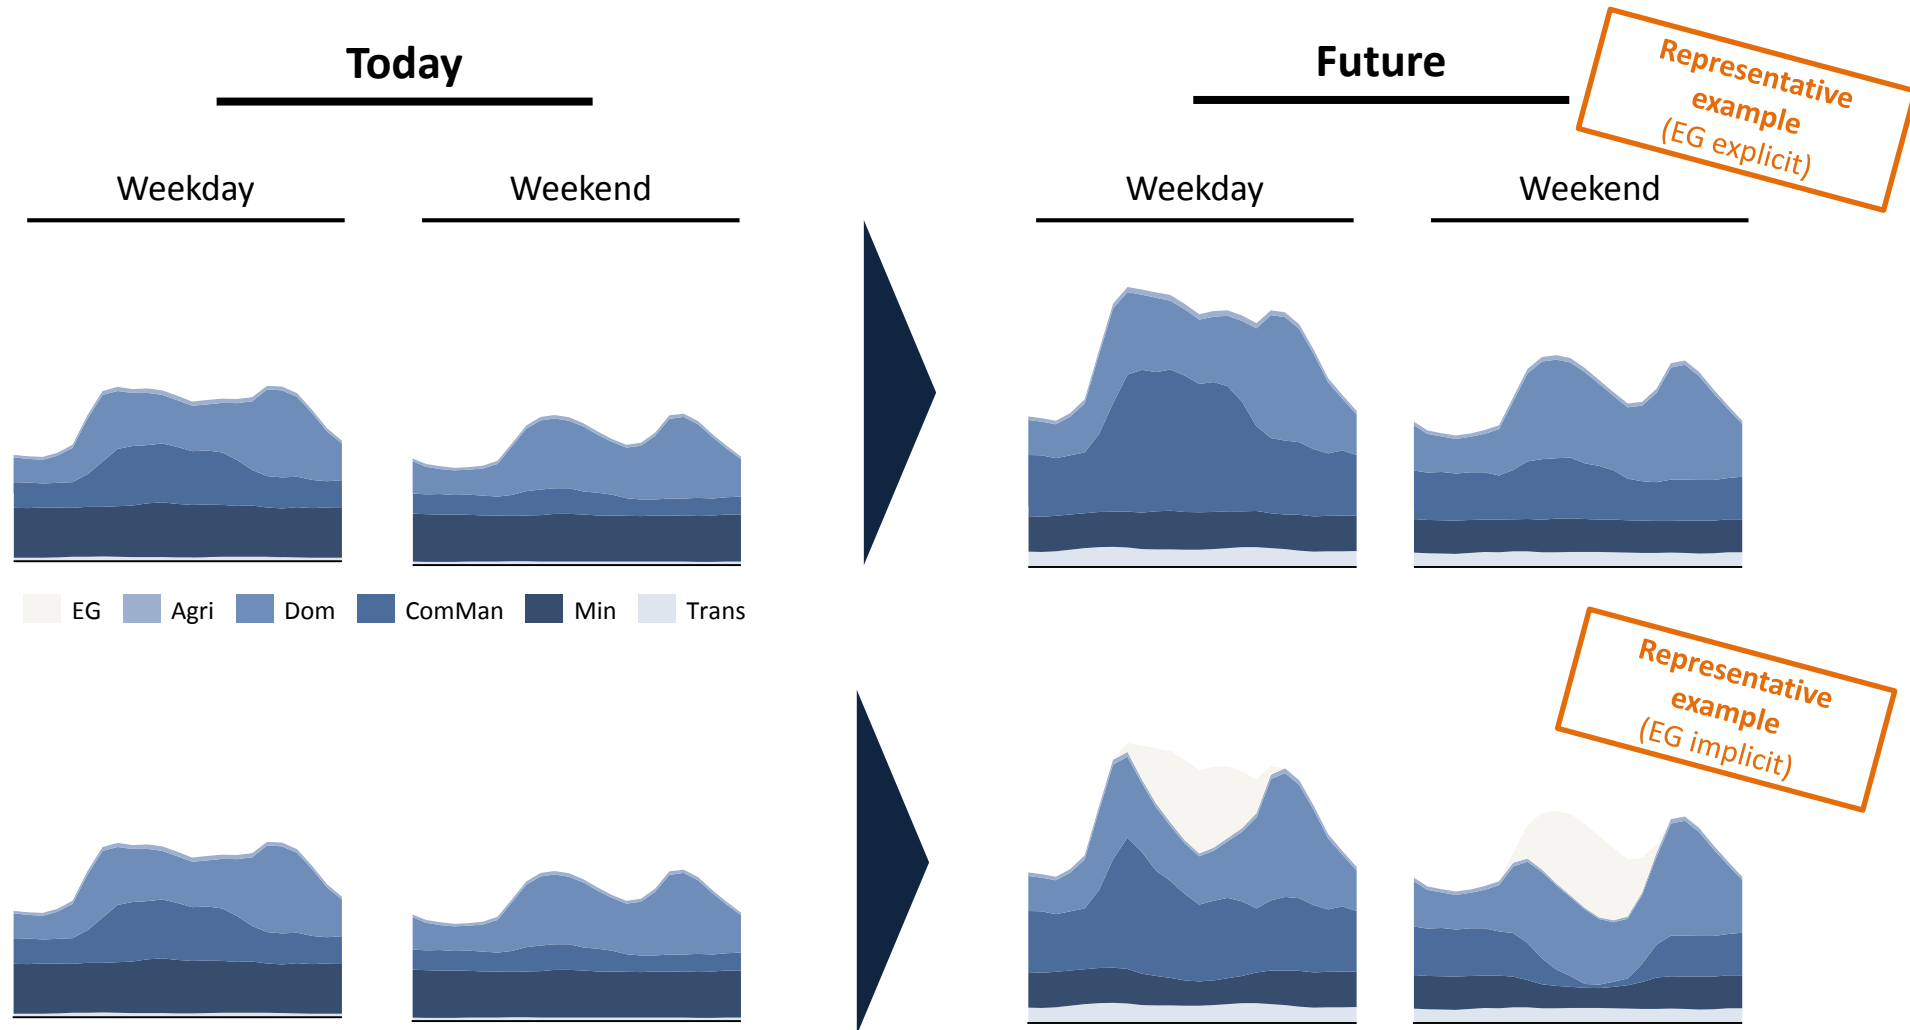 Today
Future
Representative
example
(EG explicit)
Weekday
Weekend
Weekday
Weekend
EG
Agri
Dom
ComMan
Min
Trans
Representative
example
(EG implicit)